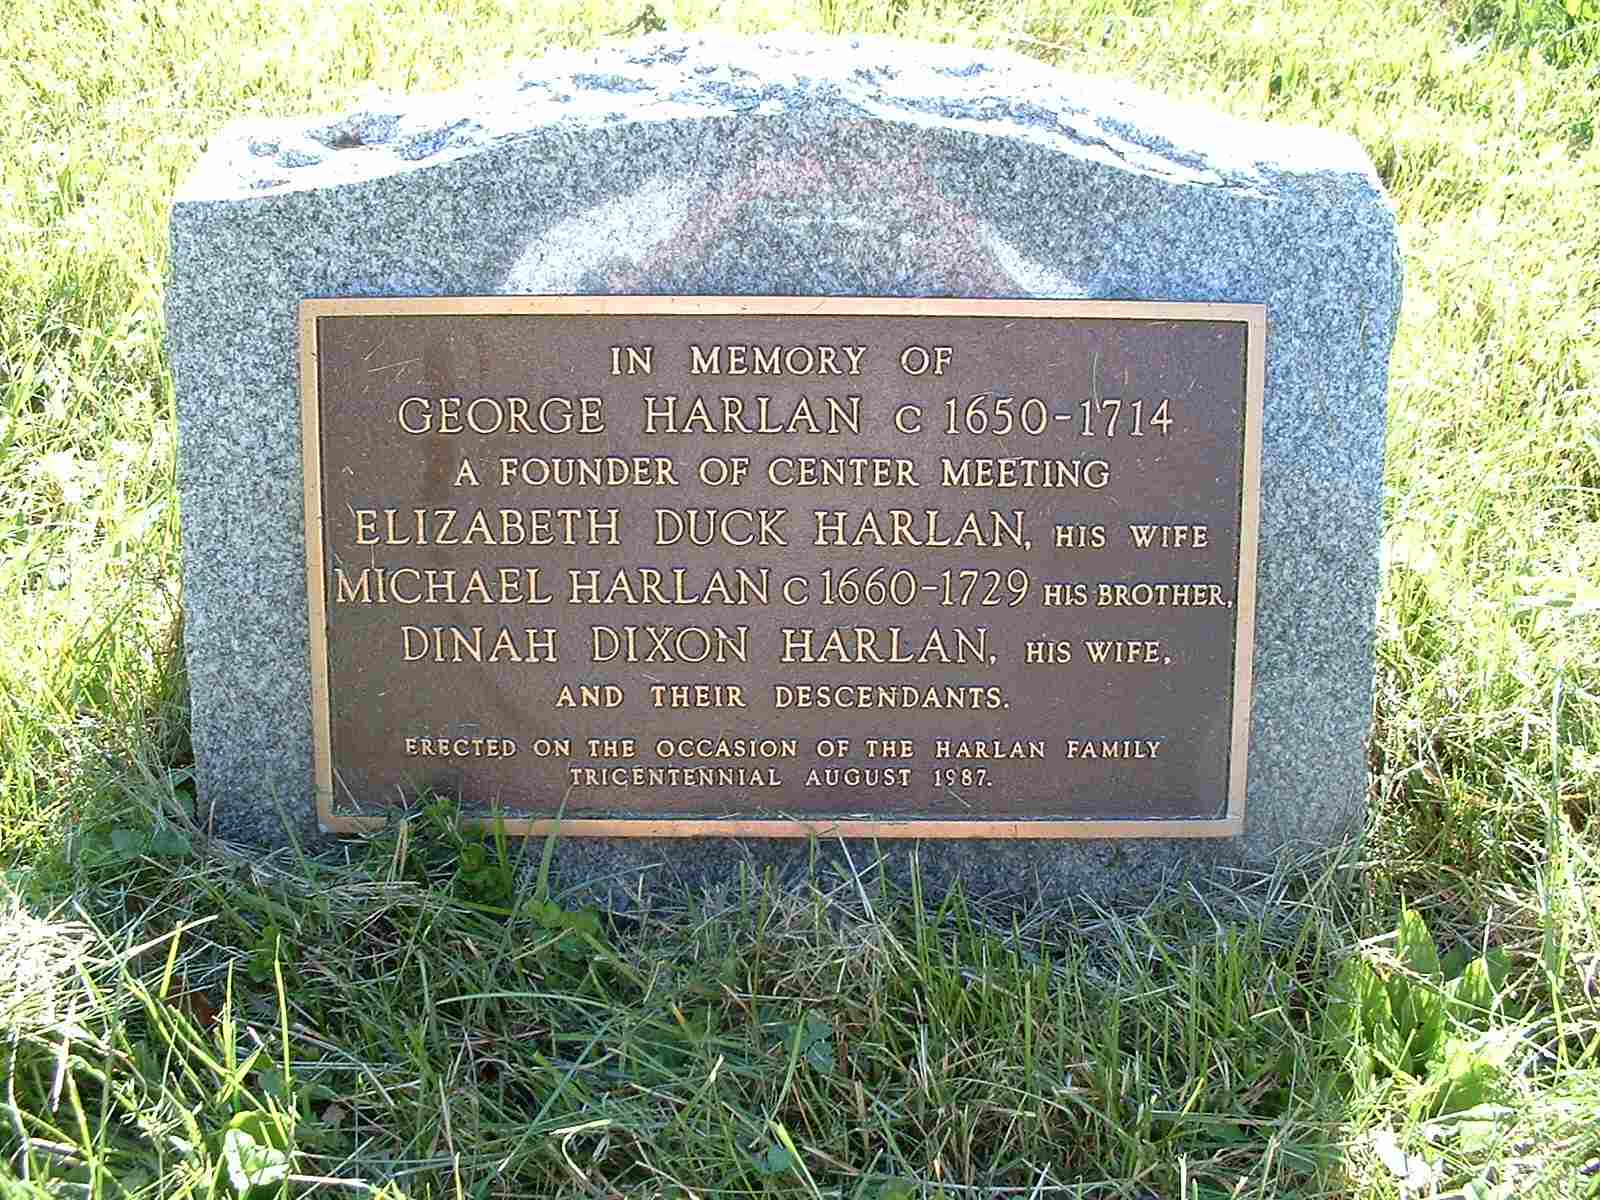 IN MEMORY OF
GEORGE HARLAN C 1650-1714
A FOUNDER OF CENTER MEETING
ELIZABETH DUCK HARLAN, HIS WIFE
MICHAEL HARLAN C 1660-1729 HIS BROTHER,
DINAH DIXON HARLAN, HIS WIFE,
AND THEIR DESCENDANTS.
ERECTED ON THE OCCASION OF THE HARLAN FAMILY
TRICENTENNIAL AUGUST 1987.